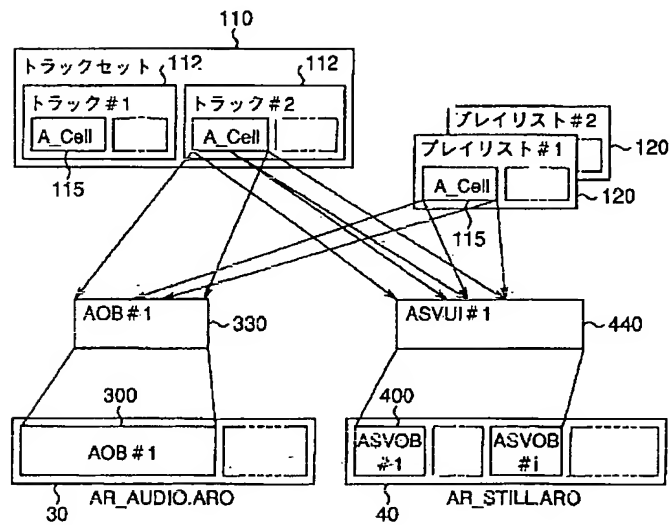 110
トラックセット
112
112
トラック#1
トラック#2
A_Cell
A_Cell
115
プレイリスト#2
プレイリスト#1
120
A_Cell
120
115
AOB#1
330
ASVUI#1
440
300
AOB#1
400
ASVOB
#1
ASVOB
#i
30
AR_AUDIO.ARO
40
AR_STILL.ARO